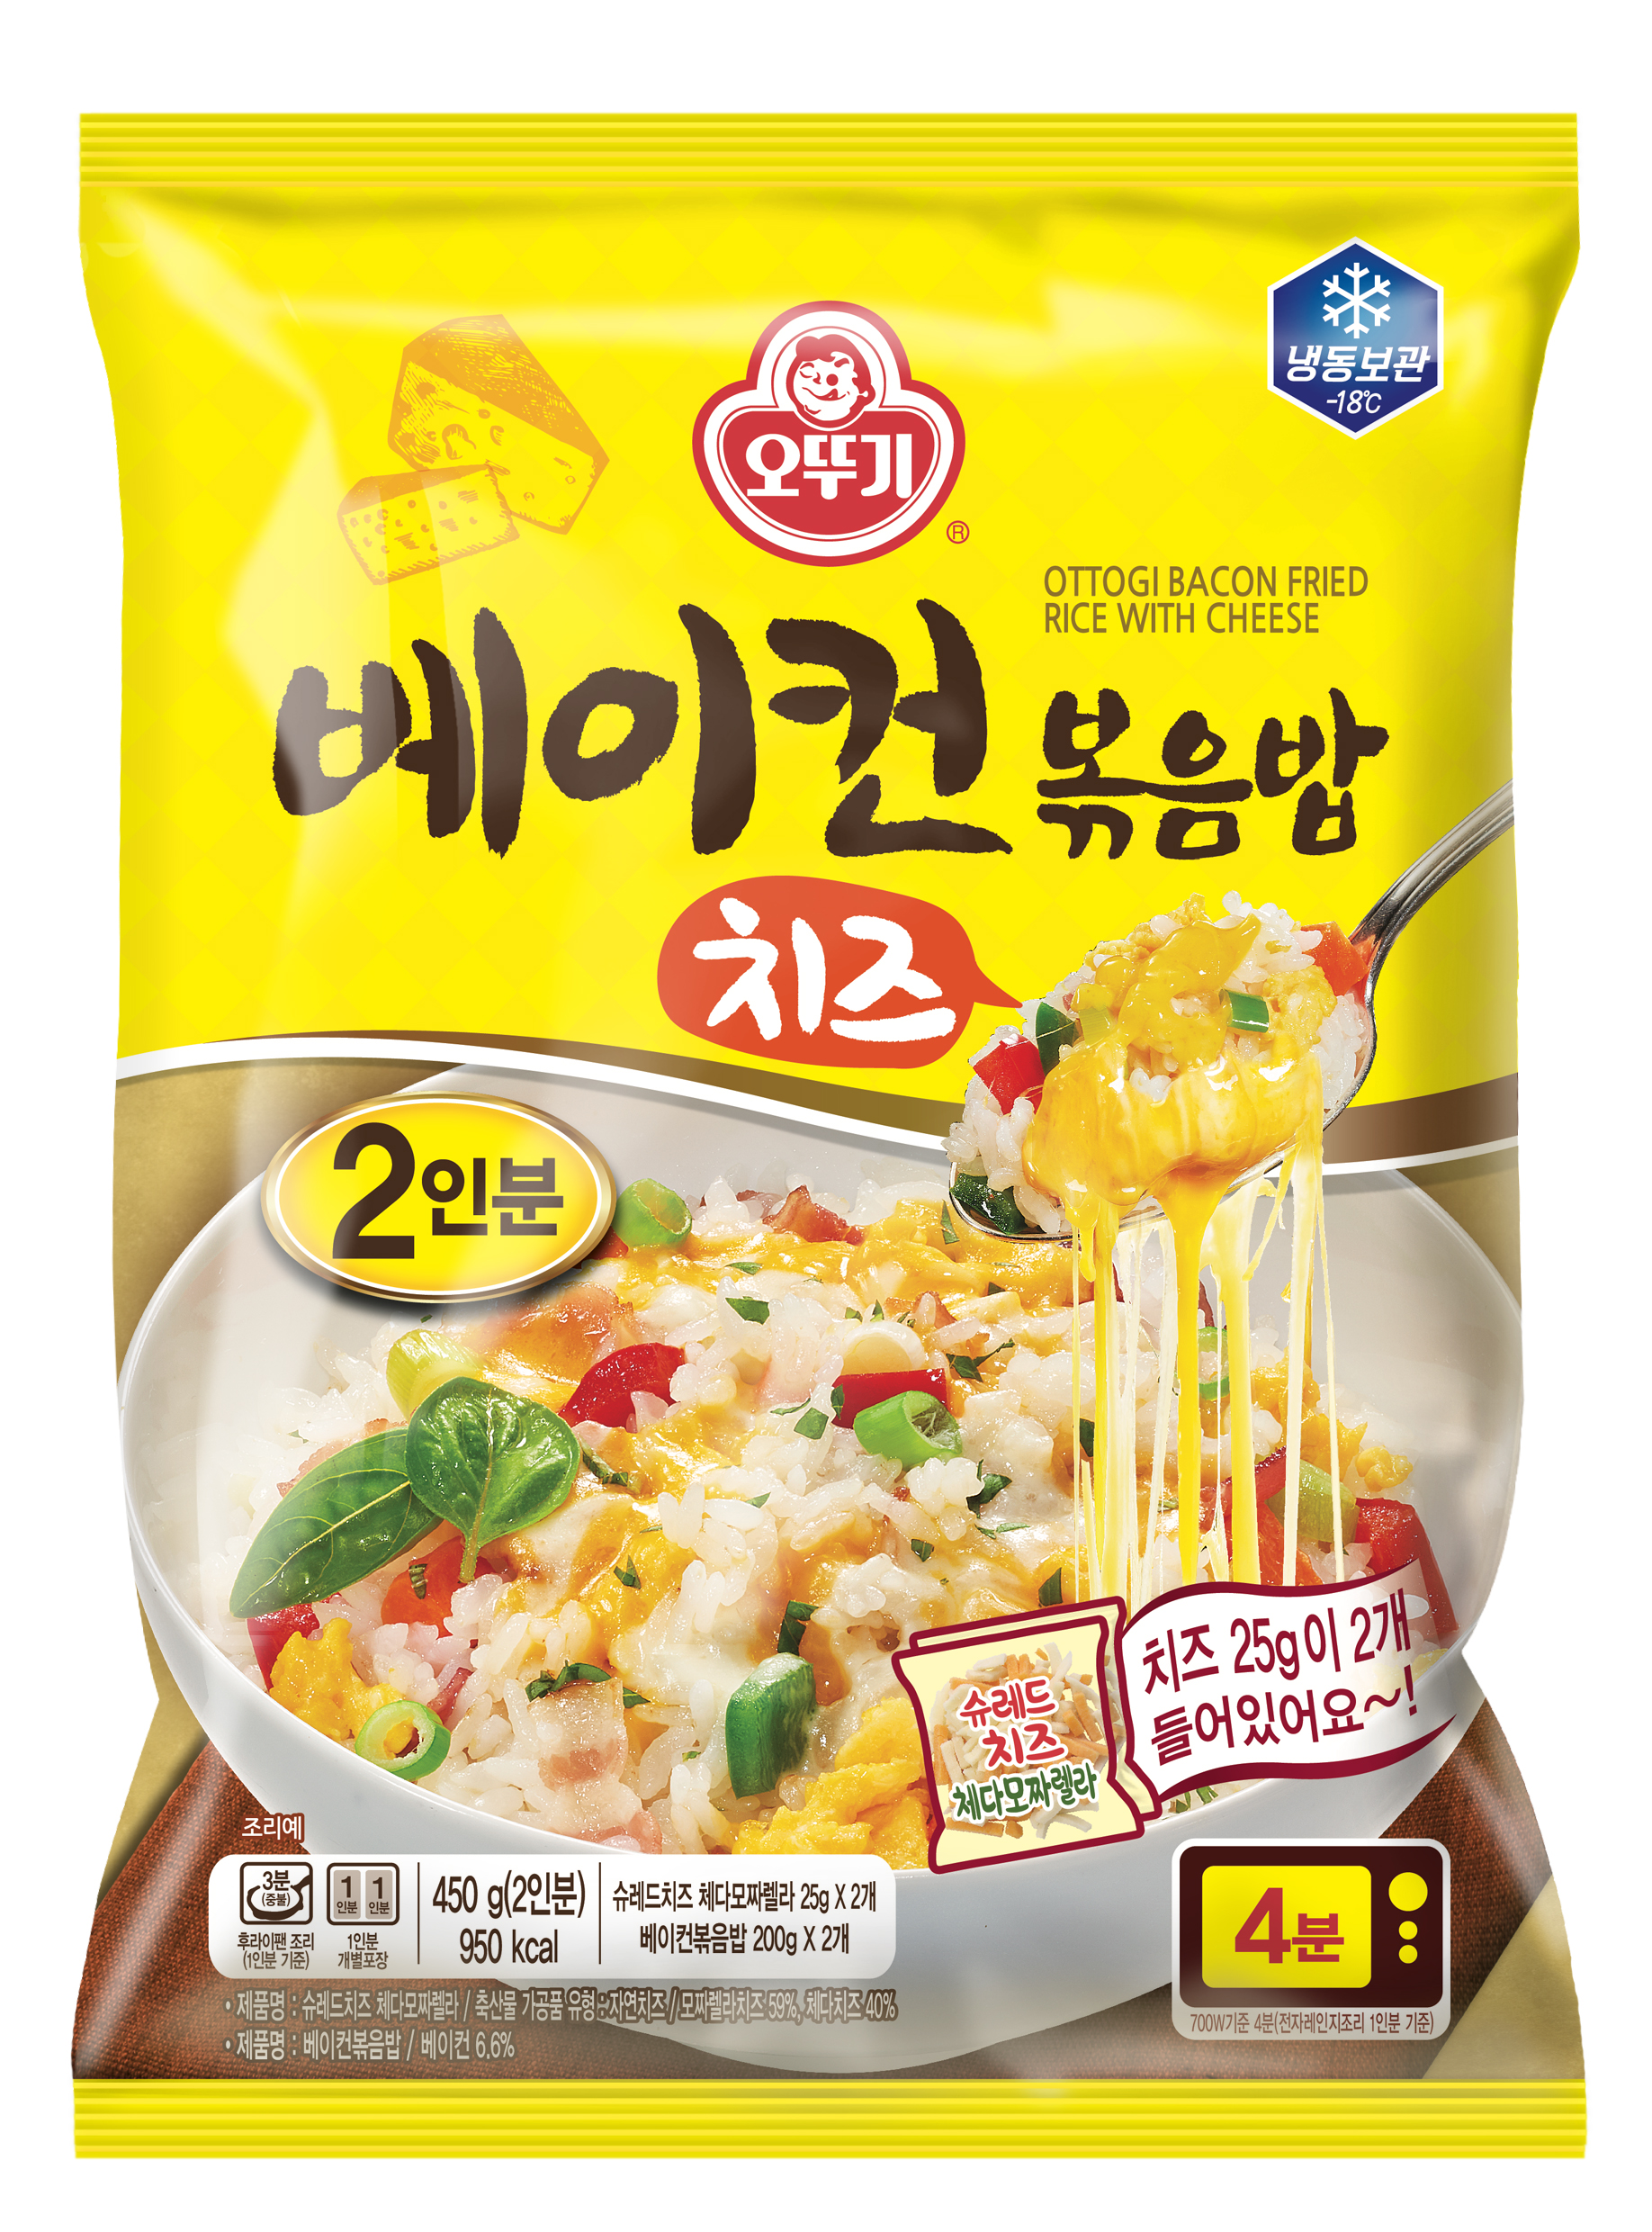 냉동보관
-18℃
오뚜기
®
OTTOGI BACON FRIED
RICE WITH CHEESE
베이컨 볶음밥
치즈
2인분
치즈 25g이 2개
들어있어요~!
슈레드
치즈
체다모짜렐라
조리예
3분
(중불)
후라이팬 조리
(1인분 기준)
1 1
인분 인분
1인분
개별포장
450 g(2인분)
950 kcal
슈레드치즈 체다모짜렐라 25g X 2개
베이컨볶음밥 200g X 2개
4분
700W기준 4분(전자레인지조리 1인분 기준)
• 제품명 : 슈레드치즈 체다모짜렐라 / 축산물 가공품 유형 : 자연치즈 / 모짜렐라치즈 59%, 체다치즈 40%
• 제품명 : 베이컨볶음밥 / 베이컨 6.6%